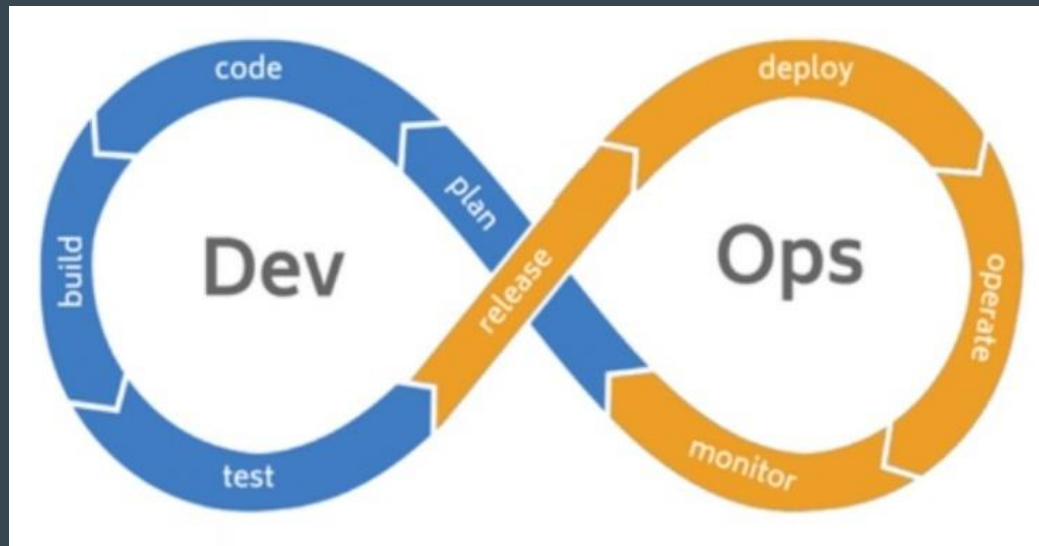 code
deploy
plan
build
Dev
release
Ops
operate
test
monitor